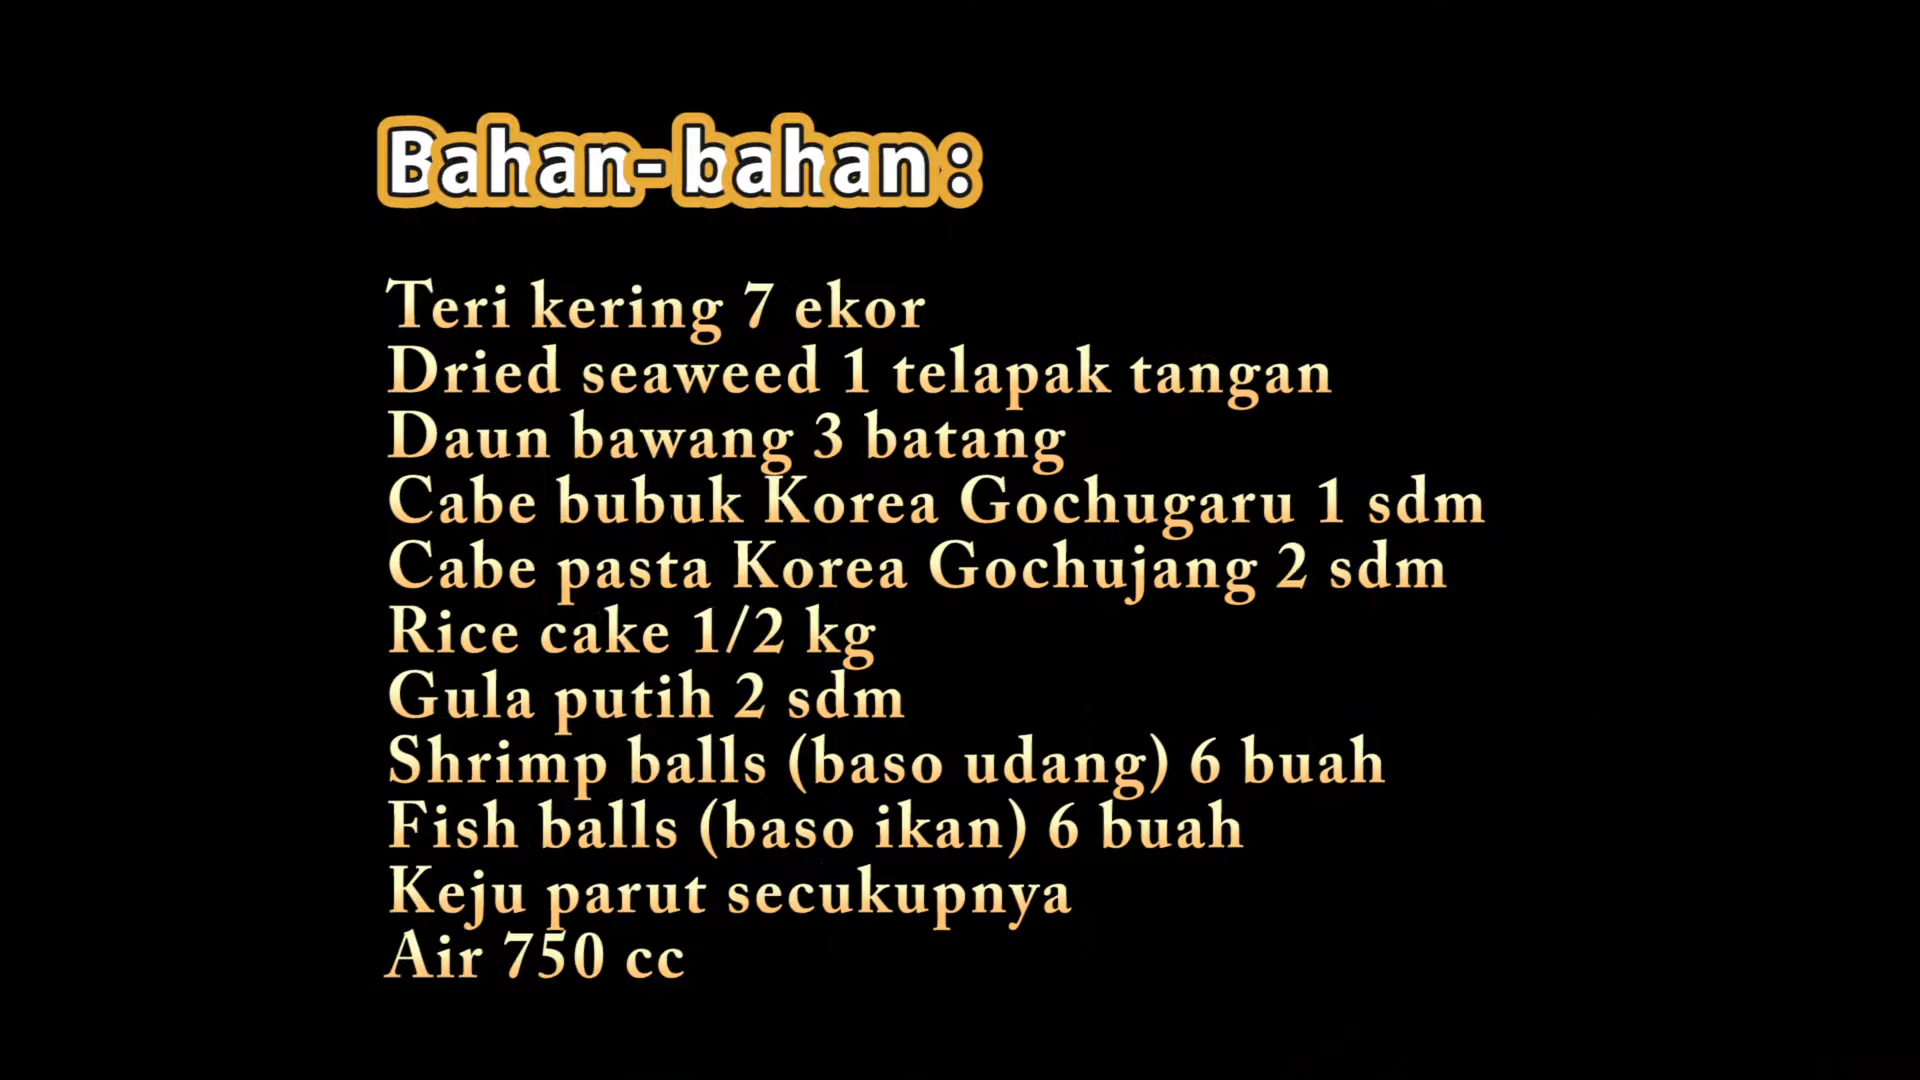 Bahan-bahan :
Teri kering 7 ekor
Dried seaweed 1 telapak tangan
Daun bawang 3 batang
Cabe bubuk Korea Gochugaru 1 sdm
Cabe pasta Korea Gochujang 2 sdm
Rice cake 1/2 kg
Gula putih 2 sdm
Shrimp balls (baso udang) 6 buah
Fish balls (baso ikan) 6 buah
Keju parut secukupnya
Air 750 cc